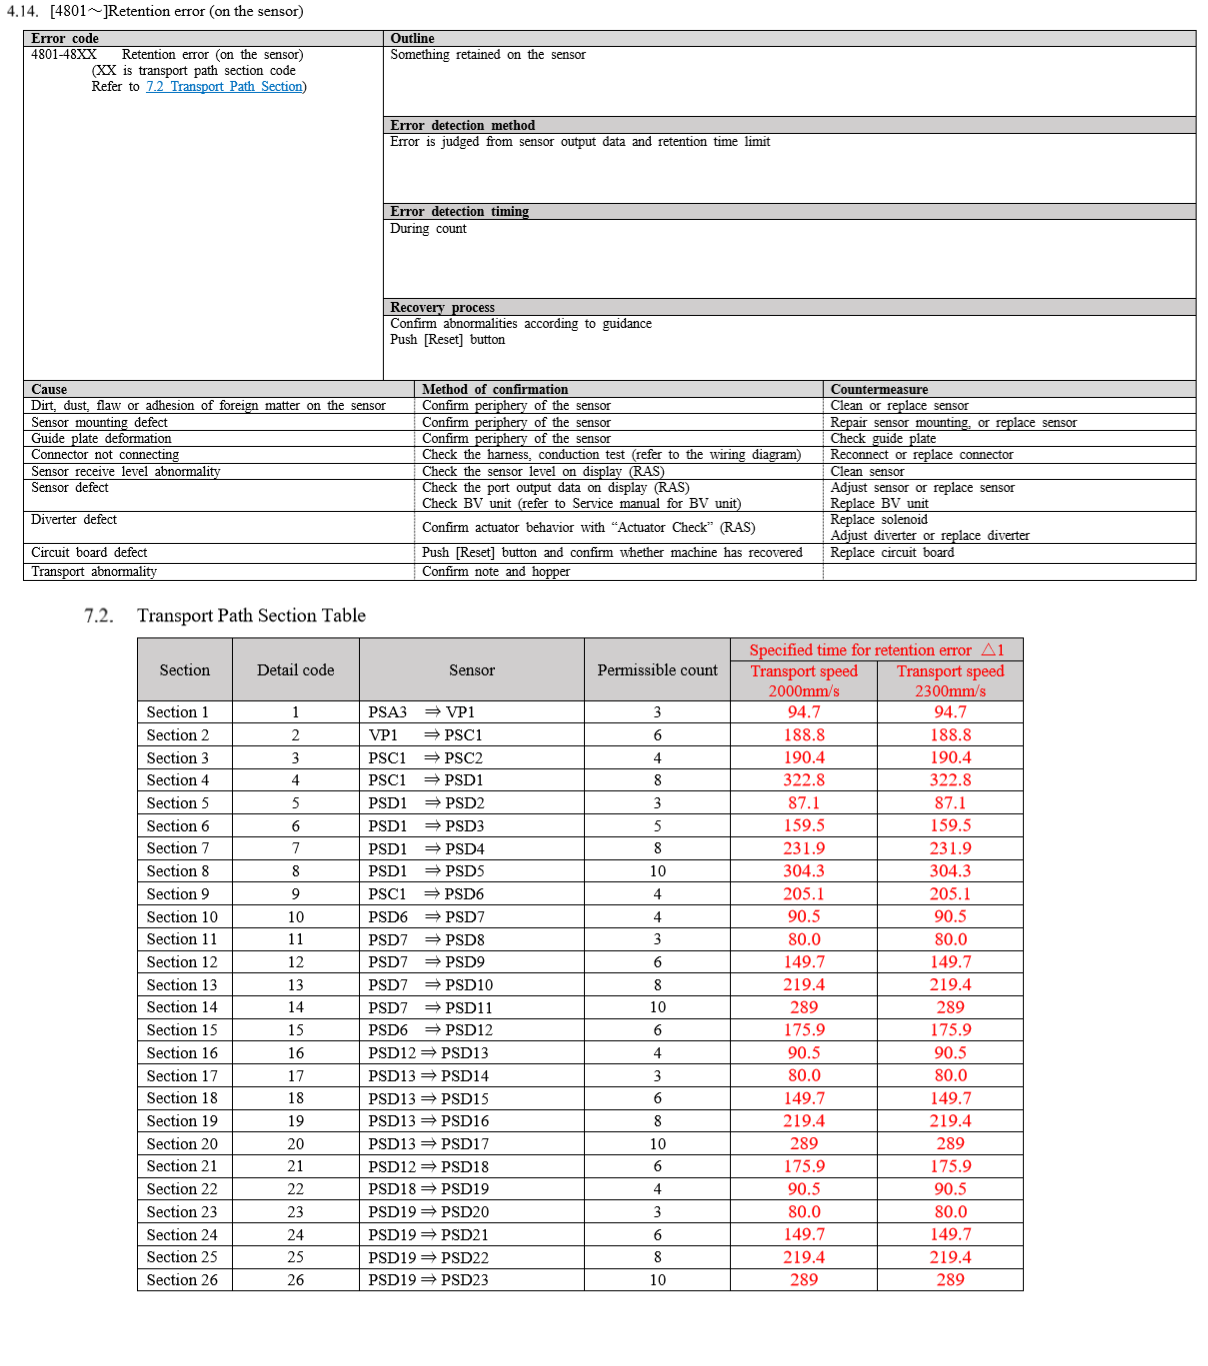 4.14. [4801～]Retention error (on the sensor)
Error code
Outline
4801-48XX Retention error (on the sensor)
(XX is transport path section code
Refer to 7.2 Transport Path Section)
Something retained on the sensor
Error detection method
Error is judged from sensor output data and retention time limit
Error detection timing
During count
Recovery process
Confirm abnormalities according to guidance
Push [Reset] button
Cause Method of confirmation Countermeasure
Dirt, dust, flaw or adhesion of foreign matter on the sensor Confirm periphery of the sensor Clean or replace sensor
Sensor mounting defect Confirm periphery of the sensor Repair sensor mounting, or replace sensor
Guide plate deformation Confirm periphery of the sensor Check guide plate
Connector not connecting Check the harness, conduction test (refer to the wiring diagram) Reconnect or replace connector
Sensor receive level abnormality Check the sensor level on display (RAS) Clean sensor
Sensor defect Check the port output data on display (RAS) Adjust sensor or replace sensor
Check BV unit (refer to Service manual for BV unit) Replace BV unit
Diverter defect Confirm actuator behavior with “Actuator Check” (RAS) Replace solenoid
Adjust diverter or replace diverter
Circuit board defect Push [Reset] button and confirm whether machine has recovered Replace circuit board
Transport abnormality Confirm note and hopper
7.2. Transport Path Section Table
Section Detail code Sensor Permissible count Specified time for retention error △1
Transport speed Transport speed
2000mm/s 2300mm/s
Section 1 1 PSA3 ⇒ VP1 3 94.7 94.7
Section 2 2 VP1 ⇒ PSC1 6 188.8 188.8
Section 3 3 PSC1 ⇒ PSC2 4 190.4 190.4
Section 4 4 PSC1 ⇒ PSD1 8 322.8 322.8
Section 5 5 PSD1 ⇒ PSD2 3 87.1 87.1
Section 6 6 PSD1 ⇒ PSD3 5 159.5 159.5
Section 7 7 PSD1 ⇒ PSD4 8 231.9 231.9
Section 8 8 PSD1 ⇒ PSD5 10 304.3 304.3
Section 9 9 PSC1 ⇒ PSD6 4 205.1 205.1
Section 10 10 PSD6 ⇒ PSD7 4 90.5 90.5
Section 11 11 PSD7 ⇒ PSD8 3 80.0 80.0
Section 12 12 PSD7 ⇒ PSD9 6 149.7 149.7
Section 13 13 PSD7 ⇒ PSD10 8 219.4 219.4
Section 14 14 PSD7 ⇒ PSD11 10 289 289
Section 15 15 PSD6 ⇒ PSD12 6 175.9 175.9
Section 16 16 PSD12 ⇒ PSD13 4 90.5 90.5
Section 17 17 PSD13 ⇒ PSD14 3 80.0 80.0
Section 18 18 PSD13 ⇒ PSD15 6 149.7 149.7
Section 19 19 PSD13 ⇒ PSD16 8 219.4 219.4
Section 20 20 PSD13 ⇒ PSD17 10 289 289
Section 21 21 PSD12 ⇒ PSD18 6 175.9 175.9
Section 22 22 PSD18 ⇒ PSD19 4 90.5 90.5
Section 23 23 PSD19 ⇒ PSD20 3 80.0 80.0
Section 24 24 PSD19 ⇒ PSD21 6 149.7 149.7
Section 25 25 PSD19 ⇒ PSD22 8 219.4 219.4
Section 26 26 PSD19 ⇒ PSD23 10 289 289